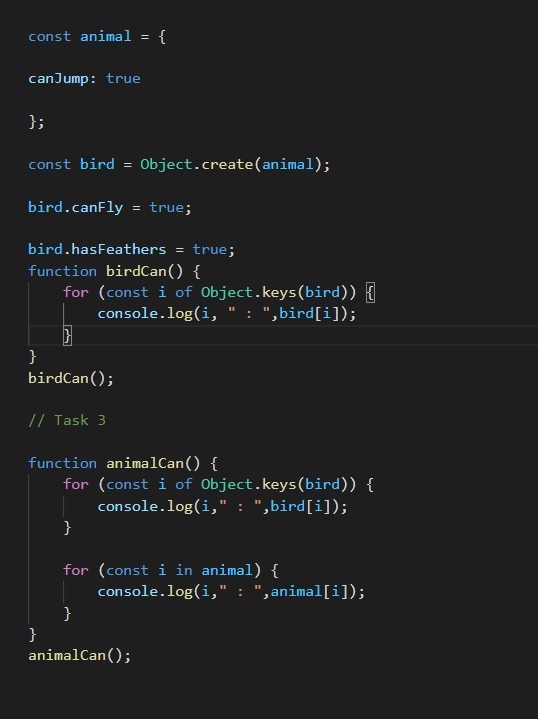 const animal = {
canJump: true
};
const bird = Object.create(animal);
bird.canFly = true;
bird.hasFeathers = true;
function birdCan() {
    for (const i of Object.keys(bird)) {
        console.log(i, " : ",bird[i]);
    }
}
birdCan();
// Task 3
function animalCan() {
    for (const i of Object.keys(bird)) {
        console.log(i," : ",bird[i]);
    }
    for (const i in animal) {
        console.log(i," : ",animal[i]);
    }
}
animalCan();